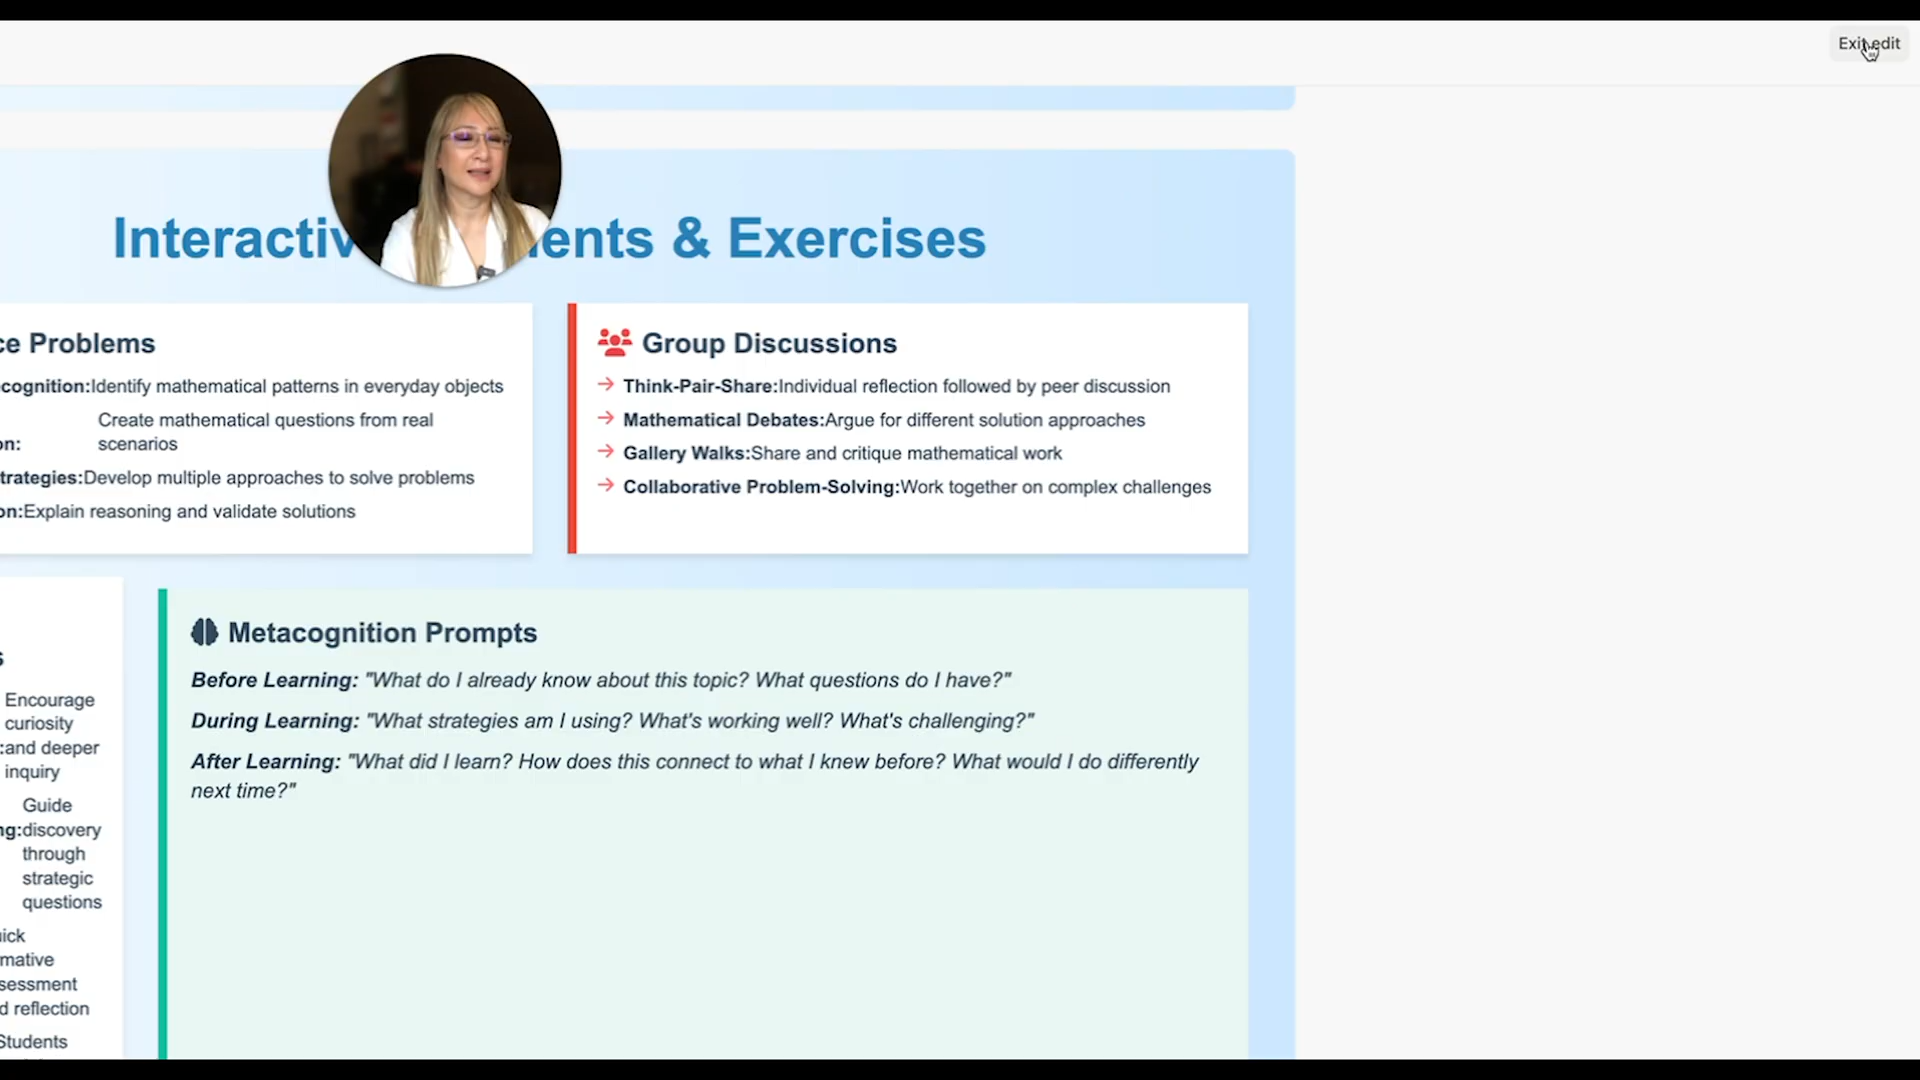 Exit edit
Interactiv ents & Exercises
ce Problems
cognition:Identify mathematical patterns in everyday objects
on: Create mathematical questions from real
scenarios
trategies:Develop multiple approaches to solve problems
on:Explain reasoning and validate solutions
Group Discussions
Think-Pair-Share:Individual reflection followed by peer discussion
Mathematical Debates:Argue for different solution approaches
Gallery Walks:Share and critique mathematical work
Collaborative Problem-Solving:Work together on complex challenges
s
Encourage
curiosity
:and deeper
inquiry
Guide
ng:discovery
through
strategic
questions
uick
mative
sessment
d reflection
Students
Metacognition Prompts
Before Learning: "What do I already know about this topic? What questions do I have?"
During Learning: "What strategies am I using? What's working well? What's challenging?"
After Learning: "What did I learn? How does this connect to what I knew before? What would I do differently
next time?"